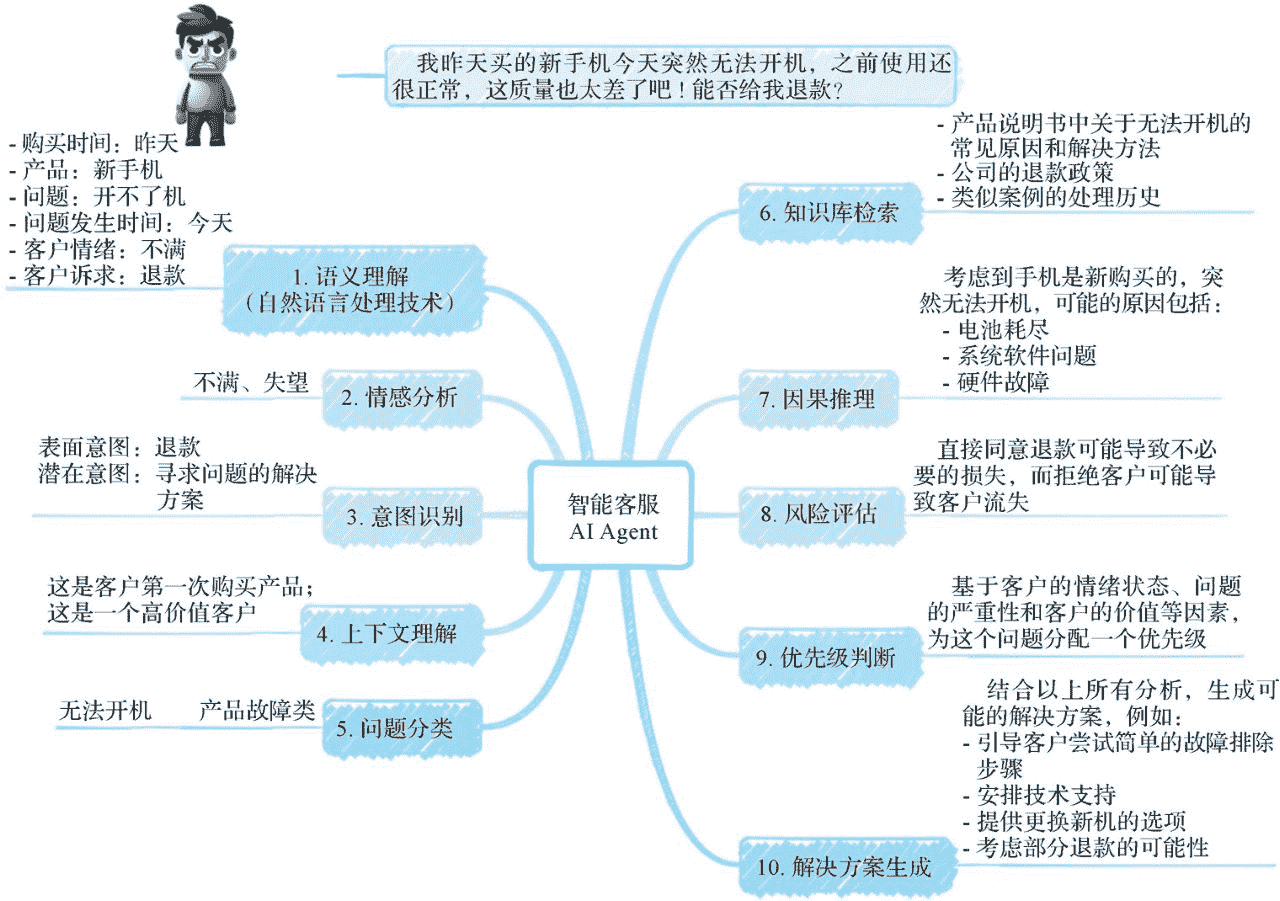 我昨天买的新手机今天突然无法开机，之前使用还
很正常，这质量也太差了吧！能否给我退款？
- 购买时间：昨天
- 产品：新手机
- 问题：开不了机
- 问题发生时间：今天
- 客户情绪：不满
- 客户诉求：退款
1. 语义理解
（自然语言处理技术）
不满、失望
2. 情感分析
表面意图：退款
潜在意图：寻求问题的解决
方案
3. 意图识别
这是客户第一次购买产品；
这是一个高价值客户
4. 上下文理解
无法开机 产品故障类
5. 问题分类
智能客服
AI Agent
- 产品说明书中关于无法开机的
常见原因和解决方法
- 公司的退款政策
- 类似案例的处理历史
6. 知识库检索
考虑到手机是新购买的，突
然无法开机，可能的原因包括：
- 电池耗尽
- 系统软件问题
- 硬件故障
7. 因果推理
直接同意退款可能导致不必
要的损失，而拒绝客户可能导
致客户流失
8. 风险评估
基于客户的情绪状态、问题
的严重性和客户的价值等因素，
为这个问题分配一个优先级
9. 优先级判断
结合以上所有分析，生成可
能的解决方案，例如：
- 引导客户尝试简单的故障排除
步骤
- 安排技术支持
- 提供更换新机的选项
- 考虑部分退款的可能性
10. 解决方案生成